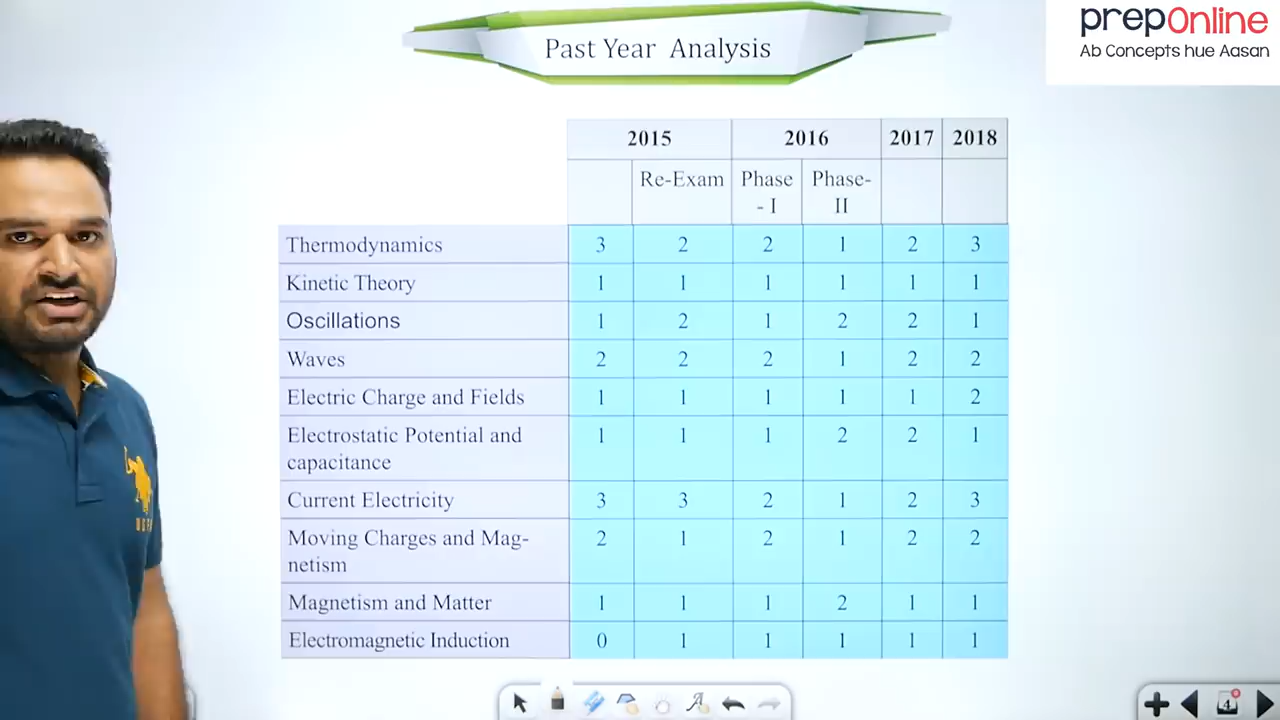 prepOnline
Ab Concepts hue Aasan
Past Year Analysis
2015 2016 2017 2018
Re-Exam Phase Phase-
- I II
Thermodynamics 3 2 2 1 2 3
Kinetic Theory 1 1 1 1 1 1
Oscillations 1 2 1 2 2 1
Waves 2 2 2 1 2 2
Electric Charge and Fields 1 1 1 1 1 2
Electrostatic Potential and 1 1 1 2 2 1
capacitance
Current Electricity 3 3 2 1 2 3
Moving Charges and Mag- 2 1 2 1 2 2
netism
Magnetism and Matter 1 1 1 2 1 1
Electromagnetic Induction 0 1 1 1 1 1
4